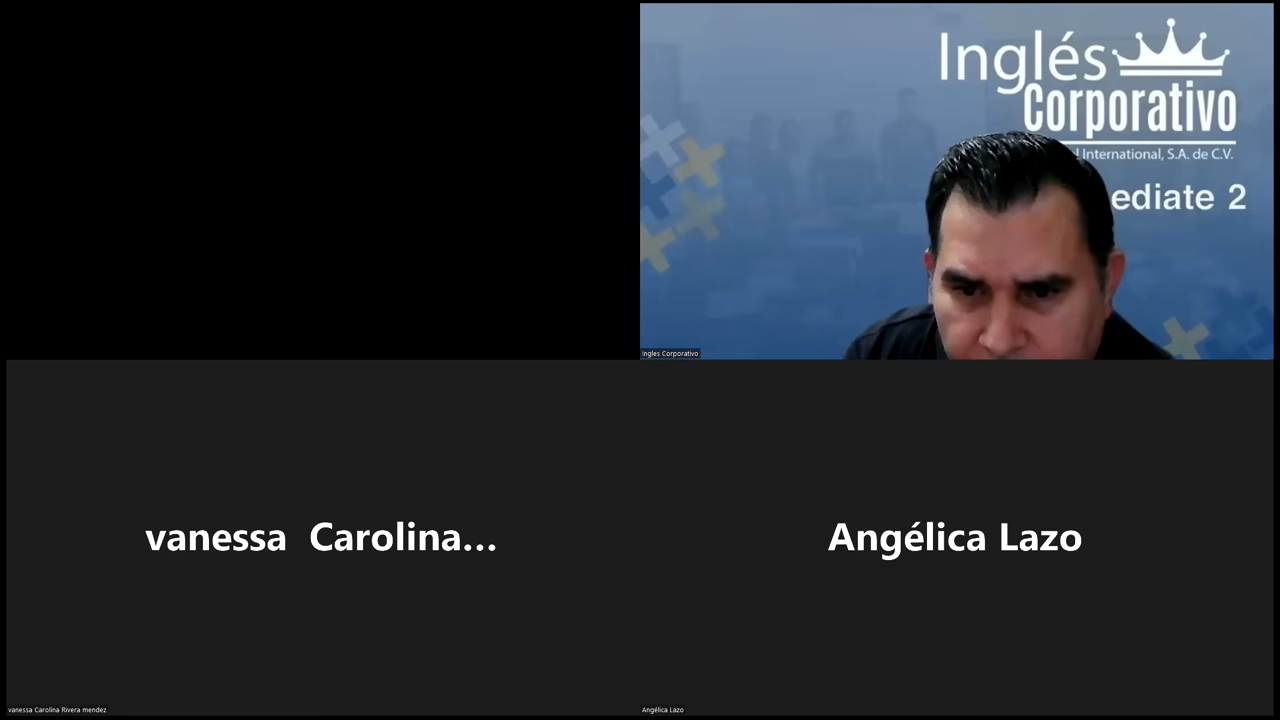 Inglés
Corporativo
l International, S.A. de C.V.
ediate 2
Ingles Corporativo
vanessa Carolina...
Angélica Lazo
vanessa Carolina Rivera mendez
Angélica Lazo